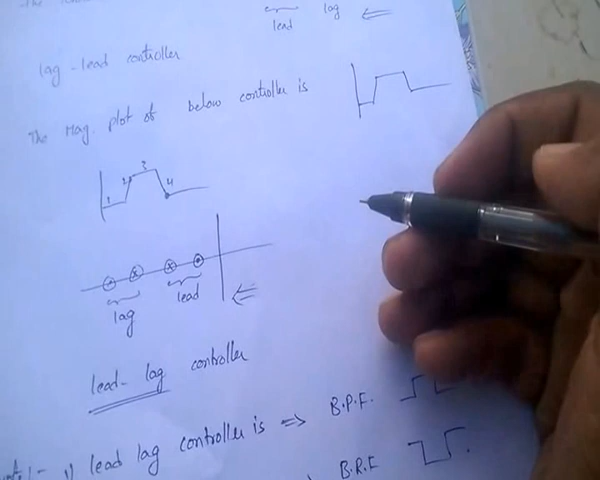 lag
lead
lag-lead controller
The Mag. plot of below controller is
1 2 3 4
lag lead
lead-lag controller
1) lead lag controller is ⇒ B.P.F.
B.R.F